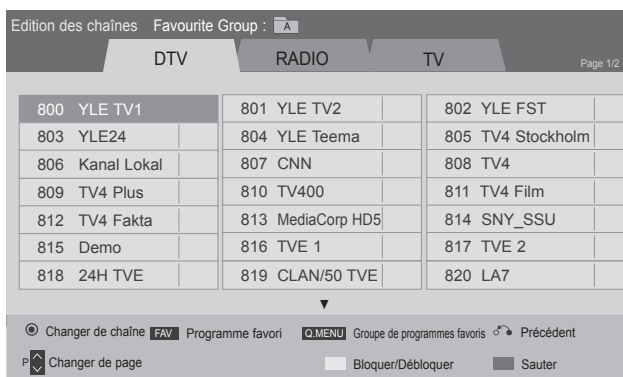 Edition des chaînes Favourite Group : A
DTV RADIO TV Page 1/2
800 YLE TV1 801 YLE TV2 802 YLE FST
803 YLE24 804 YLE Teema 805 TV4 Stockholm
806 Kanal Lokal 807 CNN 808 TV4
809 TV4 Plus 810 TV400 811 TV4 Film
812 TV4 Fakta 813 MediaCorp HD5 814 SNY_SSU
815 Demo 816 TVE 1 817 TVE 2
818 24H TVE 819 CLAN/50 TVE 820 LA7
Changer de chaîne FAV Programme favori Q.MENU Groupe de programmes favoris Précédent
P Changer de page Bloquer/Débloquer Sauter